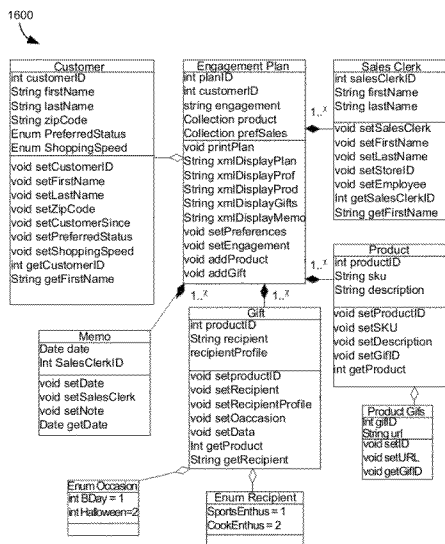 1600
Customer
int customerID
String firstName
String lastName
String zipCode
Enum PreferredStatus
Enum ShoppingSpeed
void setCustomerID
void setFirstName
void setLastName
void setZipCode
void setCustomerSince
void setPreferredStatus
void setShoppingSpeed
int getCustomerID
String getFirstName
Engagement Plan
int planID
int customerID
string engagement
Collection product
Collection prefSales
void printPlan
String xmlDisplayPlan
String xmlDisplayProf
String xmlDisplayProd
String xmlDisplayGifts
String xmlDisplayMemo
void setPreferences
void setEngagement
void addProduct
void addGift
1..*
Sales Clerk
int salesClerkID
String firstName
String lastName
void setSalesClerk
void setFirstName
void setLastName
void setStoreID
void setEmployee
Int getSalesClerkID
String getFirstName
1..*
Product
int productID
String sku
String description
void setProductID
void setSKU
void setDescription
void setGifID
int getProduct
1..*
1..*
Memo
Date date
Int SalesClerkID
void setDate
void setSalesClerk
void setNote
Date getDate
Gift
int productID
String recipient
recipientProfile
void setproductID
void setRecipient
void setRecipientProfile
void setOaccasion
void setData
Int getProduct
String getRecipient
Product Gifs
int gifID
String url
void setID
void setURL
void getGifID
Enum Occasion
int BDay = 1
int Halloween=2
Enum Recipient
SportsEnthus = 1
CookEnthus = 2